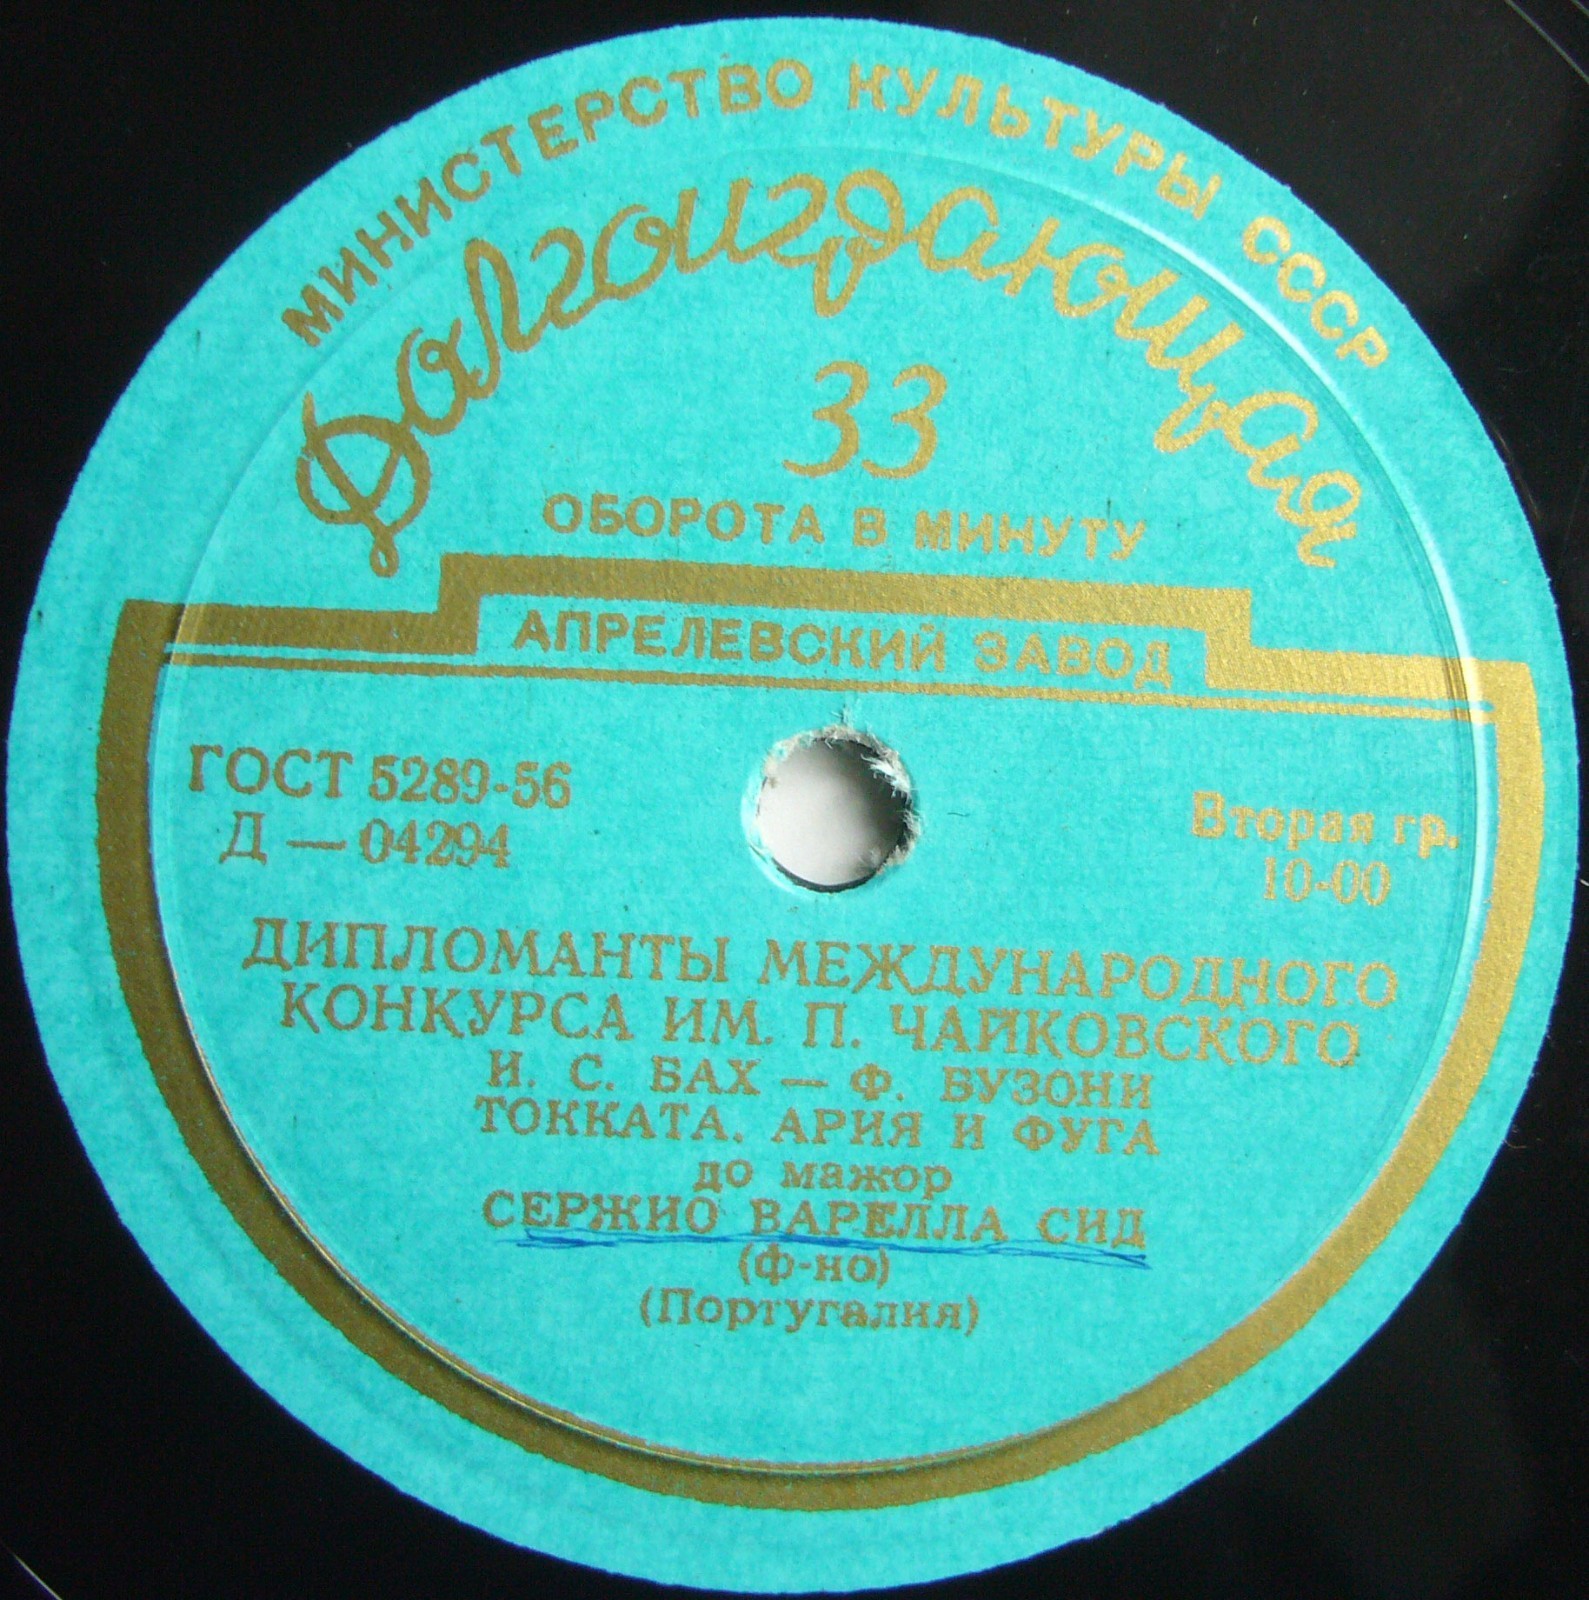 МИНИСТЕРСТВО КУЛЬТУРЫ СССР
Долгоиграющая
33
ОБОРОТА В МИНУТУ
АПРЕЛЕВСКИЙ ЗАВОД
ГОСТ 5289-56
Д — 04294
Вторая гр.
10-00
ДИПЛОМАНТЫ МЕЖДУНАРОДНОГО
КОНКУРСА ИМ. П. ЧАЙКОВСКОГО
И. С. БАХ — Ф. БУЗОНИ
ТОККАТА, АРИЯ И ФУГА
до мажор
СЕРЖИО ВАРЕЛЛА СИД
(ф-но)
(Португалия)